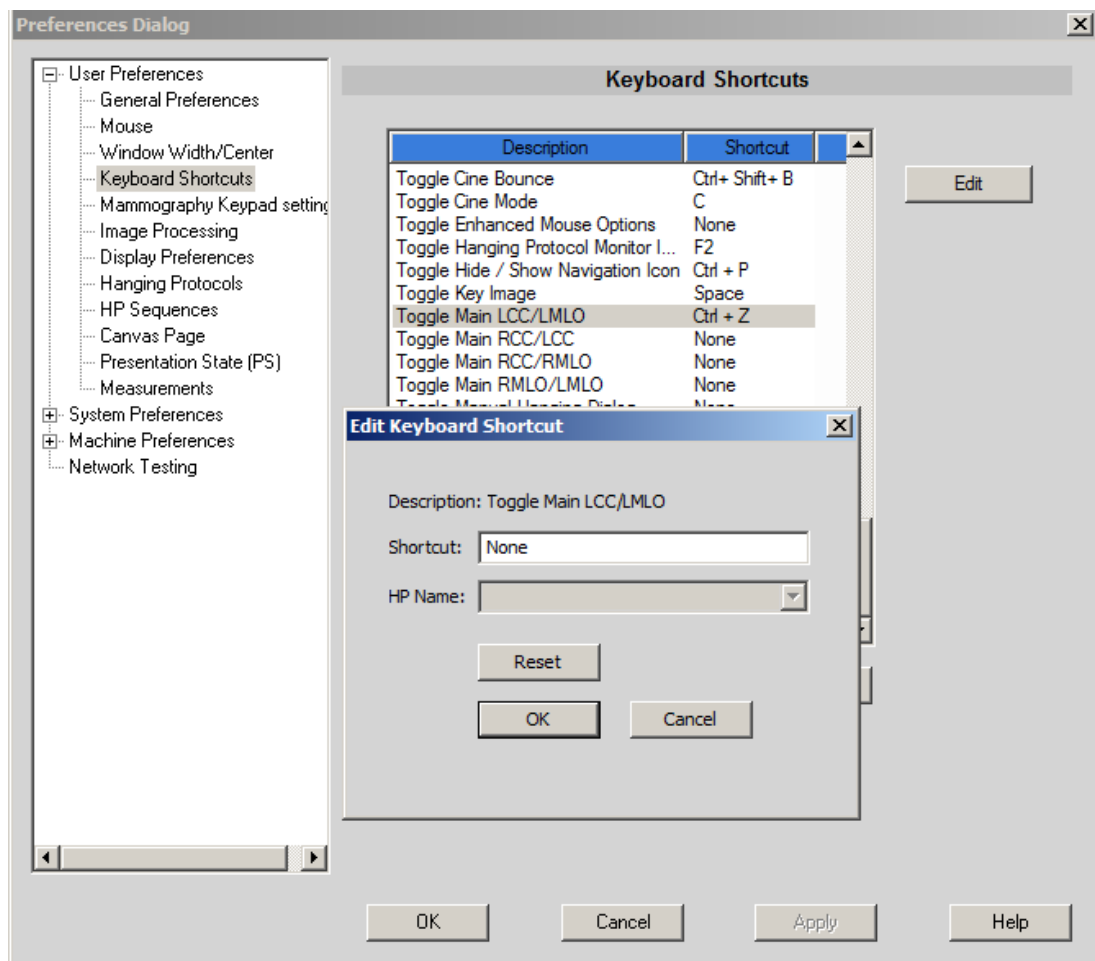 Preferences Dialog
User Preferences
General Preferences
Mouse
Window Width/Center
Keyboard Shortcuts
Mammography Keypad setting
Image Processing
Display Preferences
Hanging Protocols
HP Sequences
Canvas Page
Presentation State (PS)
Measurements
System Preferences
Machine Preferences
Network Testing
Keyboard Shortcuts
Description Shortcut
Toggle Cine Bounce Ctrl+ Shift+ B
Toggle Cine Mode C
Toggle Enhanced Mouse Options None
Toggle Hanging Protocol Monitor I... F2
Toggle Hide / Show Navigation Icon Ctrl + P
Toggle Key Image Space
Toggle Main LCC/LMLO Ctrl + Z
Toggle Main RCC/LCC None
Toggle Main RCC/RMLO None
Toggle Main RMLO/LMLO None
Toggle Manual Hanging Dialog None
Edit
Edit Keyboard Shortcut
Description: Toggle Main LCC/LMLO
Shortcut: None
HP Name:
Reset
OK Cancel
OK Cancel Apply Help